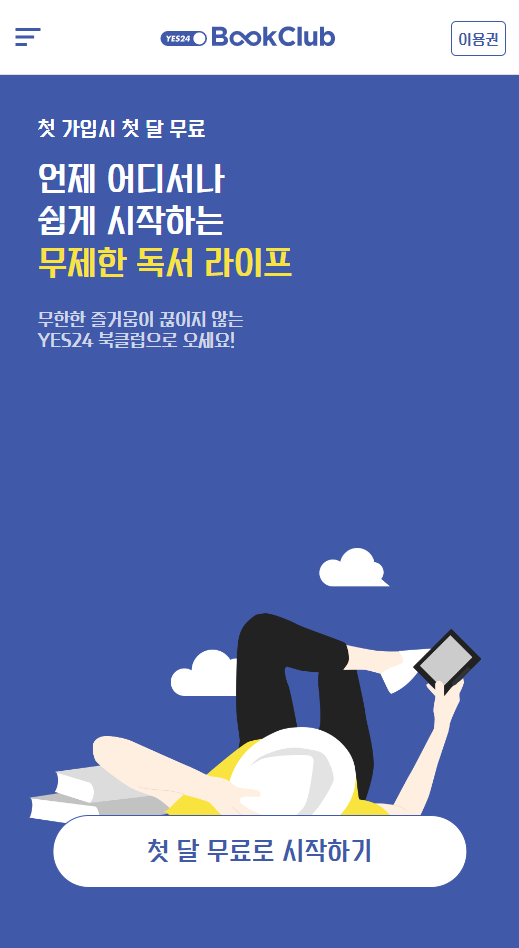 YES24 BookClub
이용권
첫 가입시 첫 달 무료
언제 어디서나
쉽게 시작하는
무제한 독서 라이프
무한한 즐거움이 끊이지 않는
YES24 북클럽으로 오세요!
첫 달 무료로 시작하기